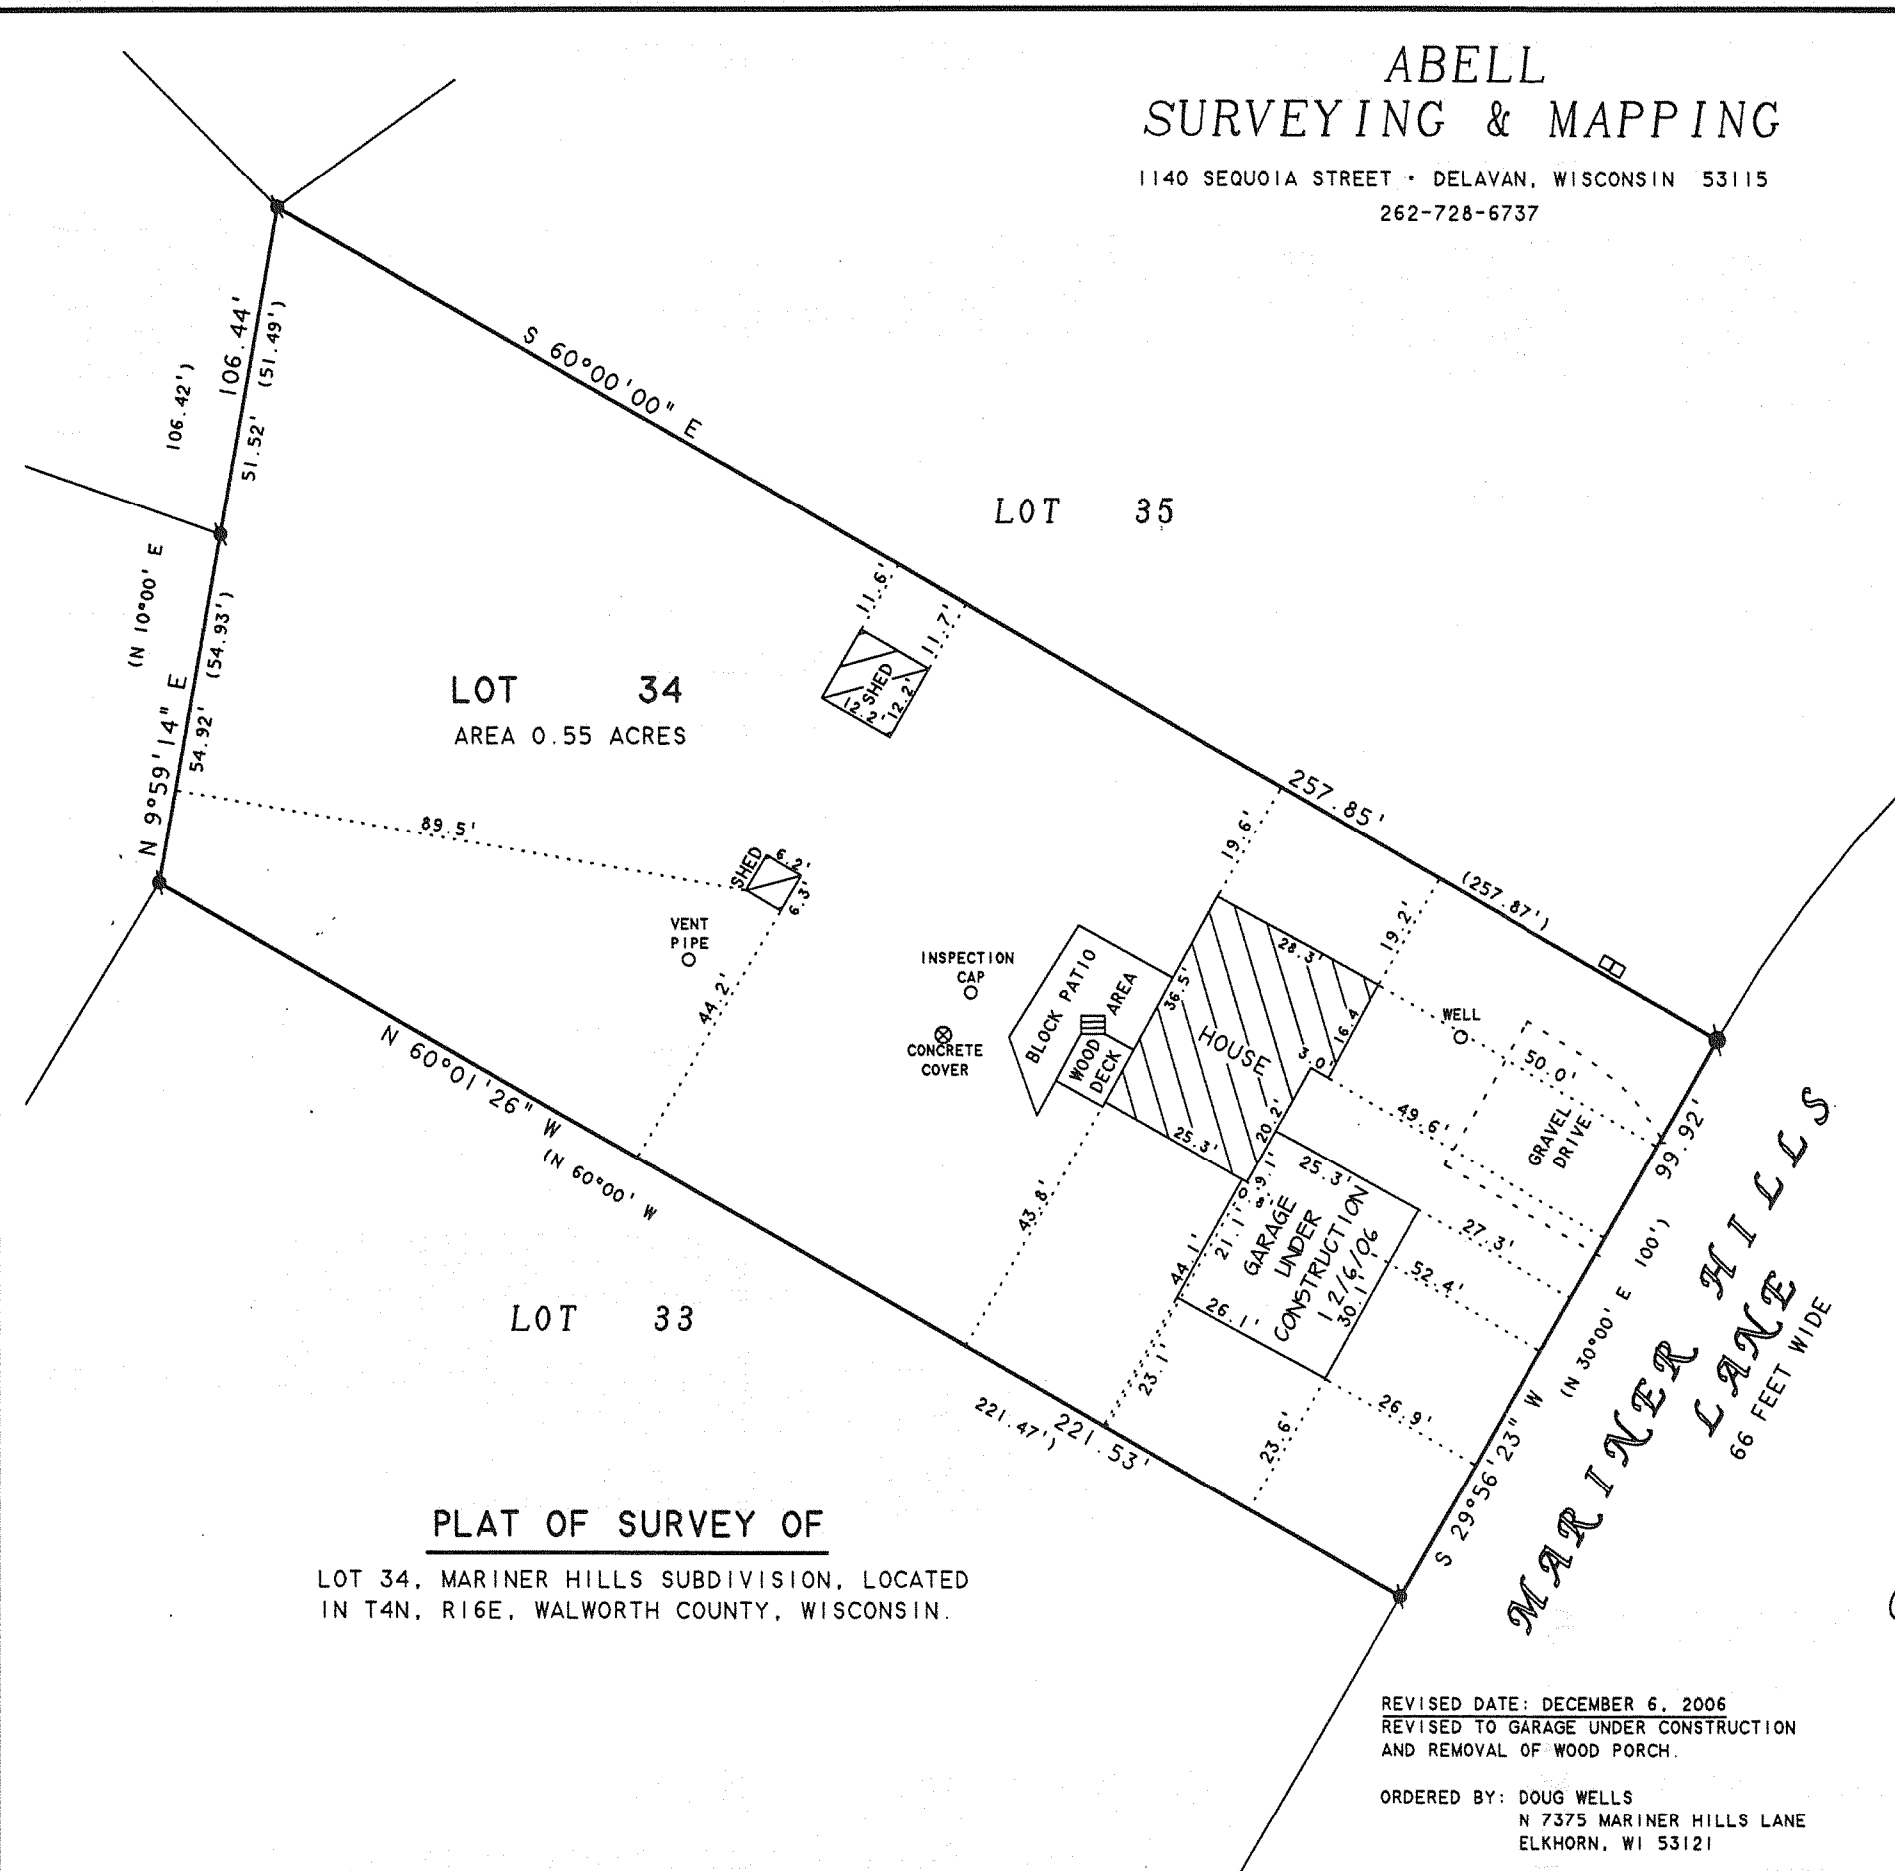 ABELL
SURVEYING & MAPPING
1140 SEQUOIA STREET · DELAVAN, WISCONSIN 53115
262-728-6737
106.44'
(51.49')
106.42')
51.52'
S 60°00'00" E
LOT 35
(N 10°00' E
(54.93')
N 9°59'14" E
54.92'
11.6'
11.7'
SHED
12.2'
12.2'
LOT 34
AREA 0.55 ACRES
89.5'
SHED
6.2'
6.3'
44.2'
VENT
PIPE
257.85'
(257.87')
19.6'
19.2'
INSPECTION
CAP
CONCRETE
COVER
BLOCK PATIO
AREA
WOOD
DECK
36.5'
28.3'
HOUSE
16.4
3.0'
20.2'
25.3'
WELL
50.0'
49.6'
GRAVEL
DRIVE
99.92'
N 60°01'26" W
(N 60°00' W
43.8'
44.1'
9.1'
0.8'
25.3'
21.1'
GARAGE
UNDER
CONSTRUCTION
12/6/06
30.1'
26.1'
27.3'
52.4'
26.9'
23.1'
23.6'
LOT 33
221.47')
221.53'
S 29°56'23" W
(N 30°00' E 100')
MARINER HILLS
LANE
66 FEET WIDE
PLAT OF SURVEY OF
LOT 34, MARINER HILLS SUBDIVISION, LOCATED
IN T4N, R16E, WALWORTH COUNTY, WISCONSIN.
REVISED DATE: DECEMBER 6, 2006
REVISED TO GARAGE UNDER CONSTRUCTION
AND REMOVAL OF WOOD PORCH.
ORDERED BY: DOUG WELLS
N 7375 MARINER HILLS LANE
ELKHORN, WI 53121